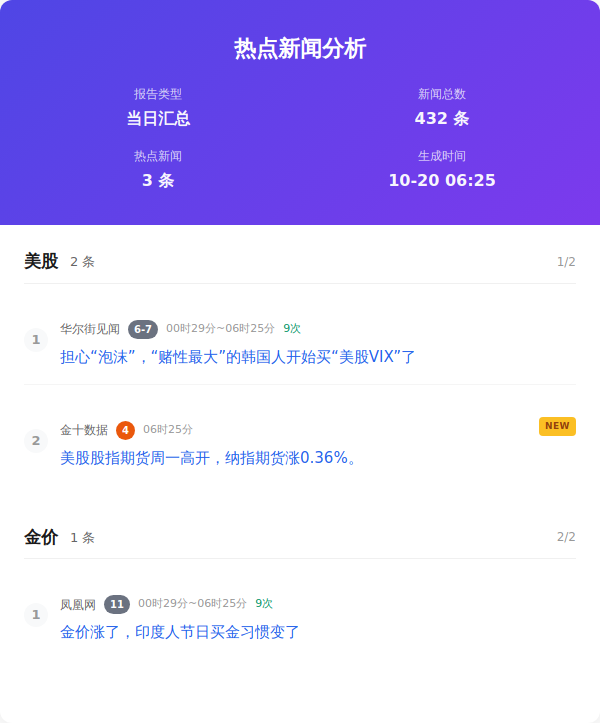 热点新闻分析
报告类型 新闻总数
当日汇总 432 条
热点新闻 生成时间
3 条 10-20 06:25
美股 2 条 1/2
1 华尔街见闻 6-7 00时29分~06时25分 9次
担心“泡沫”，“赌性最大”的韩国人开始买“美股VIX”了
2 金十数据 4 06时25分 NEW
美股股指期货周一高开，纳指期货涨0.36%。
金价 1 条 2/2
1 凤凰网 11 00时29分~06时25分 9次
金价涨了，印度人节日买金习惯变了